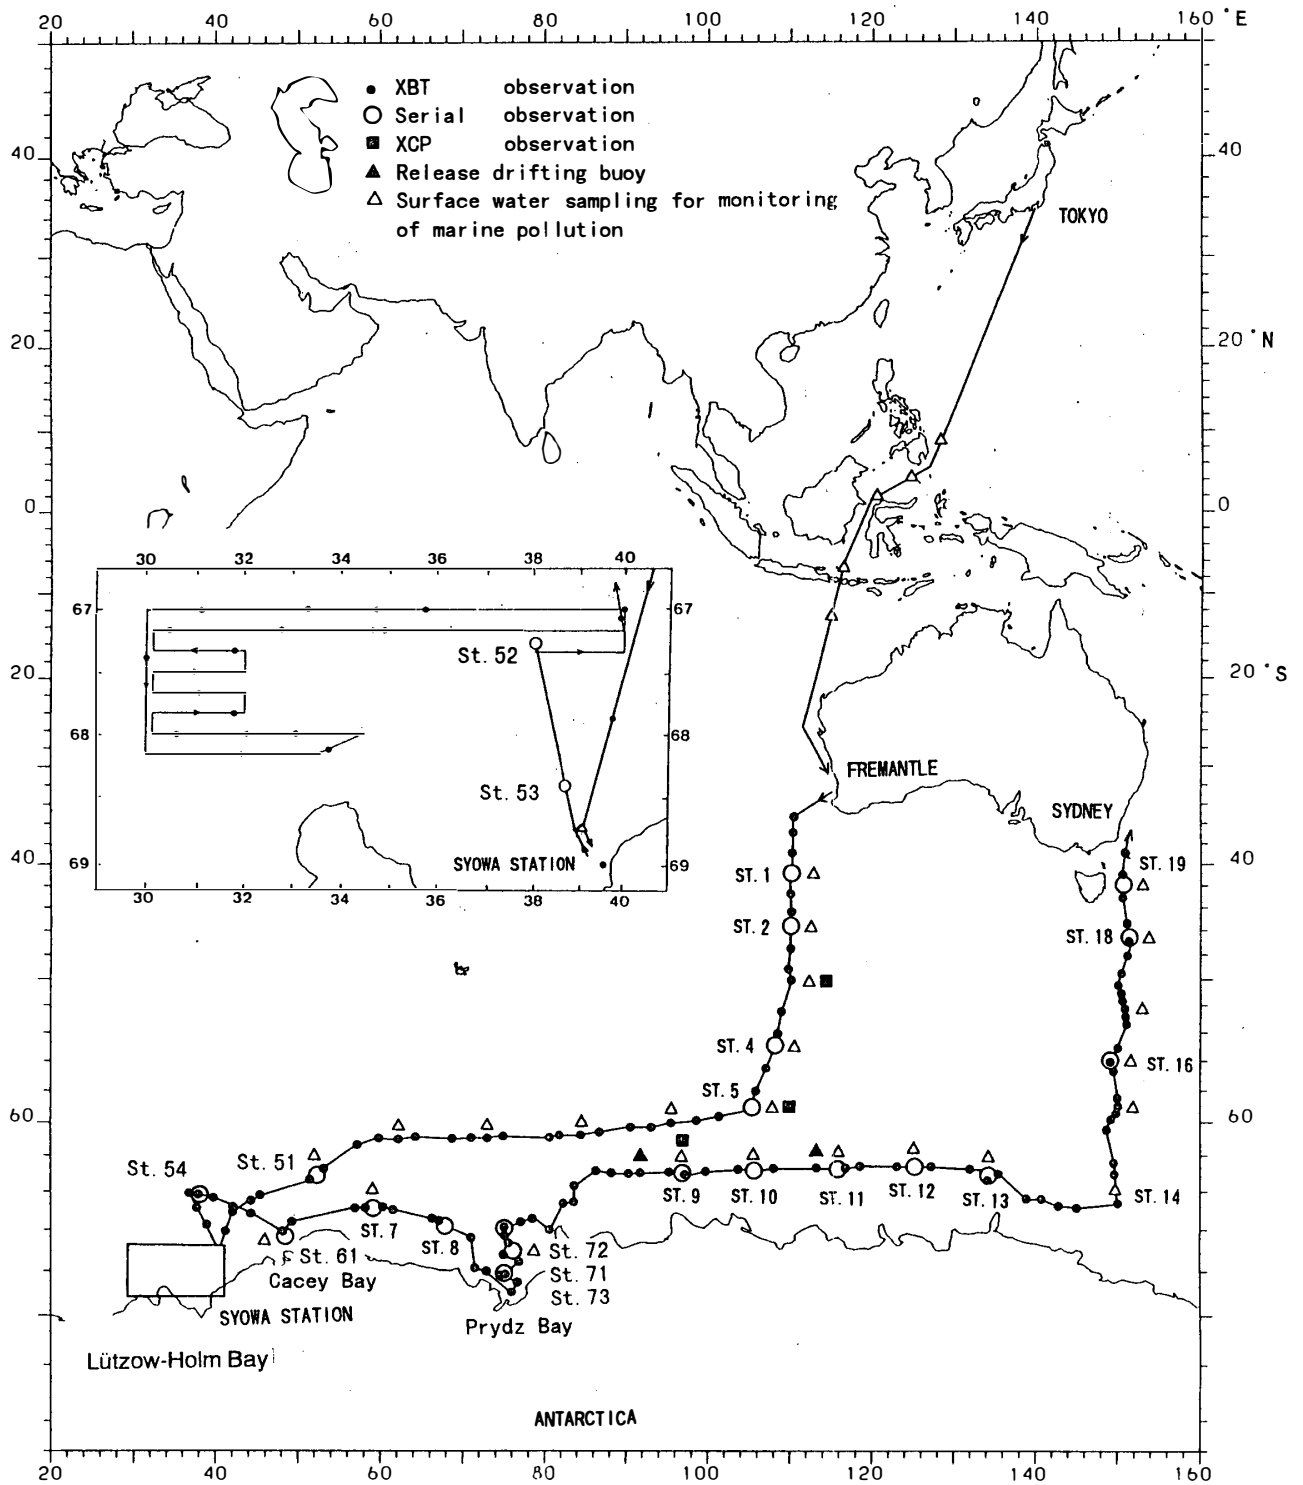 20 40 60 80 100 120 140 160°E
● XBT observation
○ Serial observation
■ XCP observation
▲ Release drifting buoy
△ Surface water sampling for monitoring
of marine pollution
40 40
TOKYO
20 20°N
0 0
30 32 34 36 38 40
67 67
St. 52
20 20°S
68 68
FREMANTLE
St. 53
SYDNEY
SYOWA STATION
69 69
30 32 34 36 38 40
40 40
ST. 19
ST. 1
ST. 2
ST. 18
ST. 4
ST. 16
ST. 5
60 60
St. 54
St. 51
ST. 9
ST. 10
ST. 11
ST. 12
ST. 13
ST. 14
ST. 7
ST. 8
St. 61
St. 72
St. 71
St. 73
Cacey Bay
SYOWA STATION
Prydz Bay
Lützow-Holm Bay
ANTARCTICA
20 40 60 80 100 120 140 160